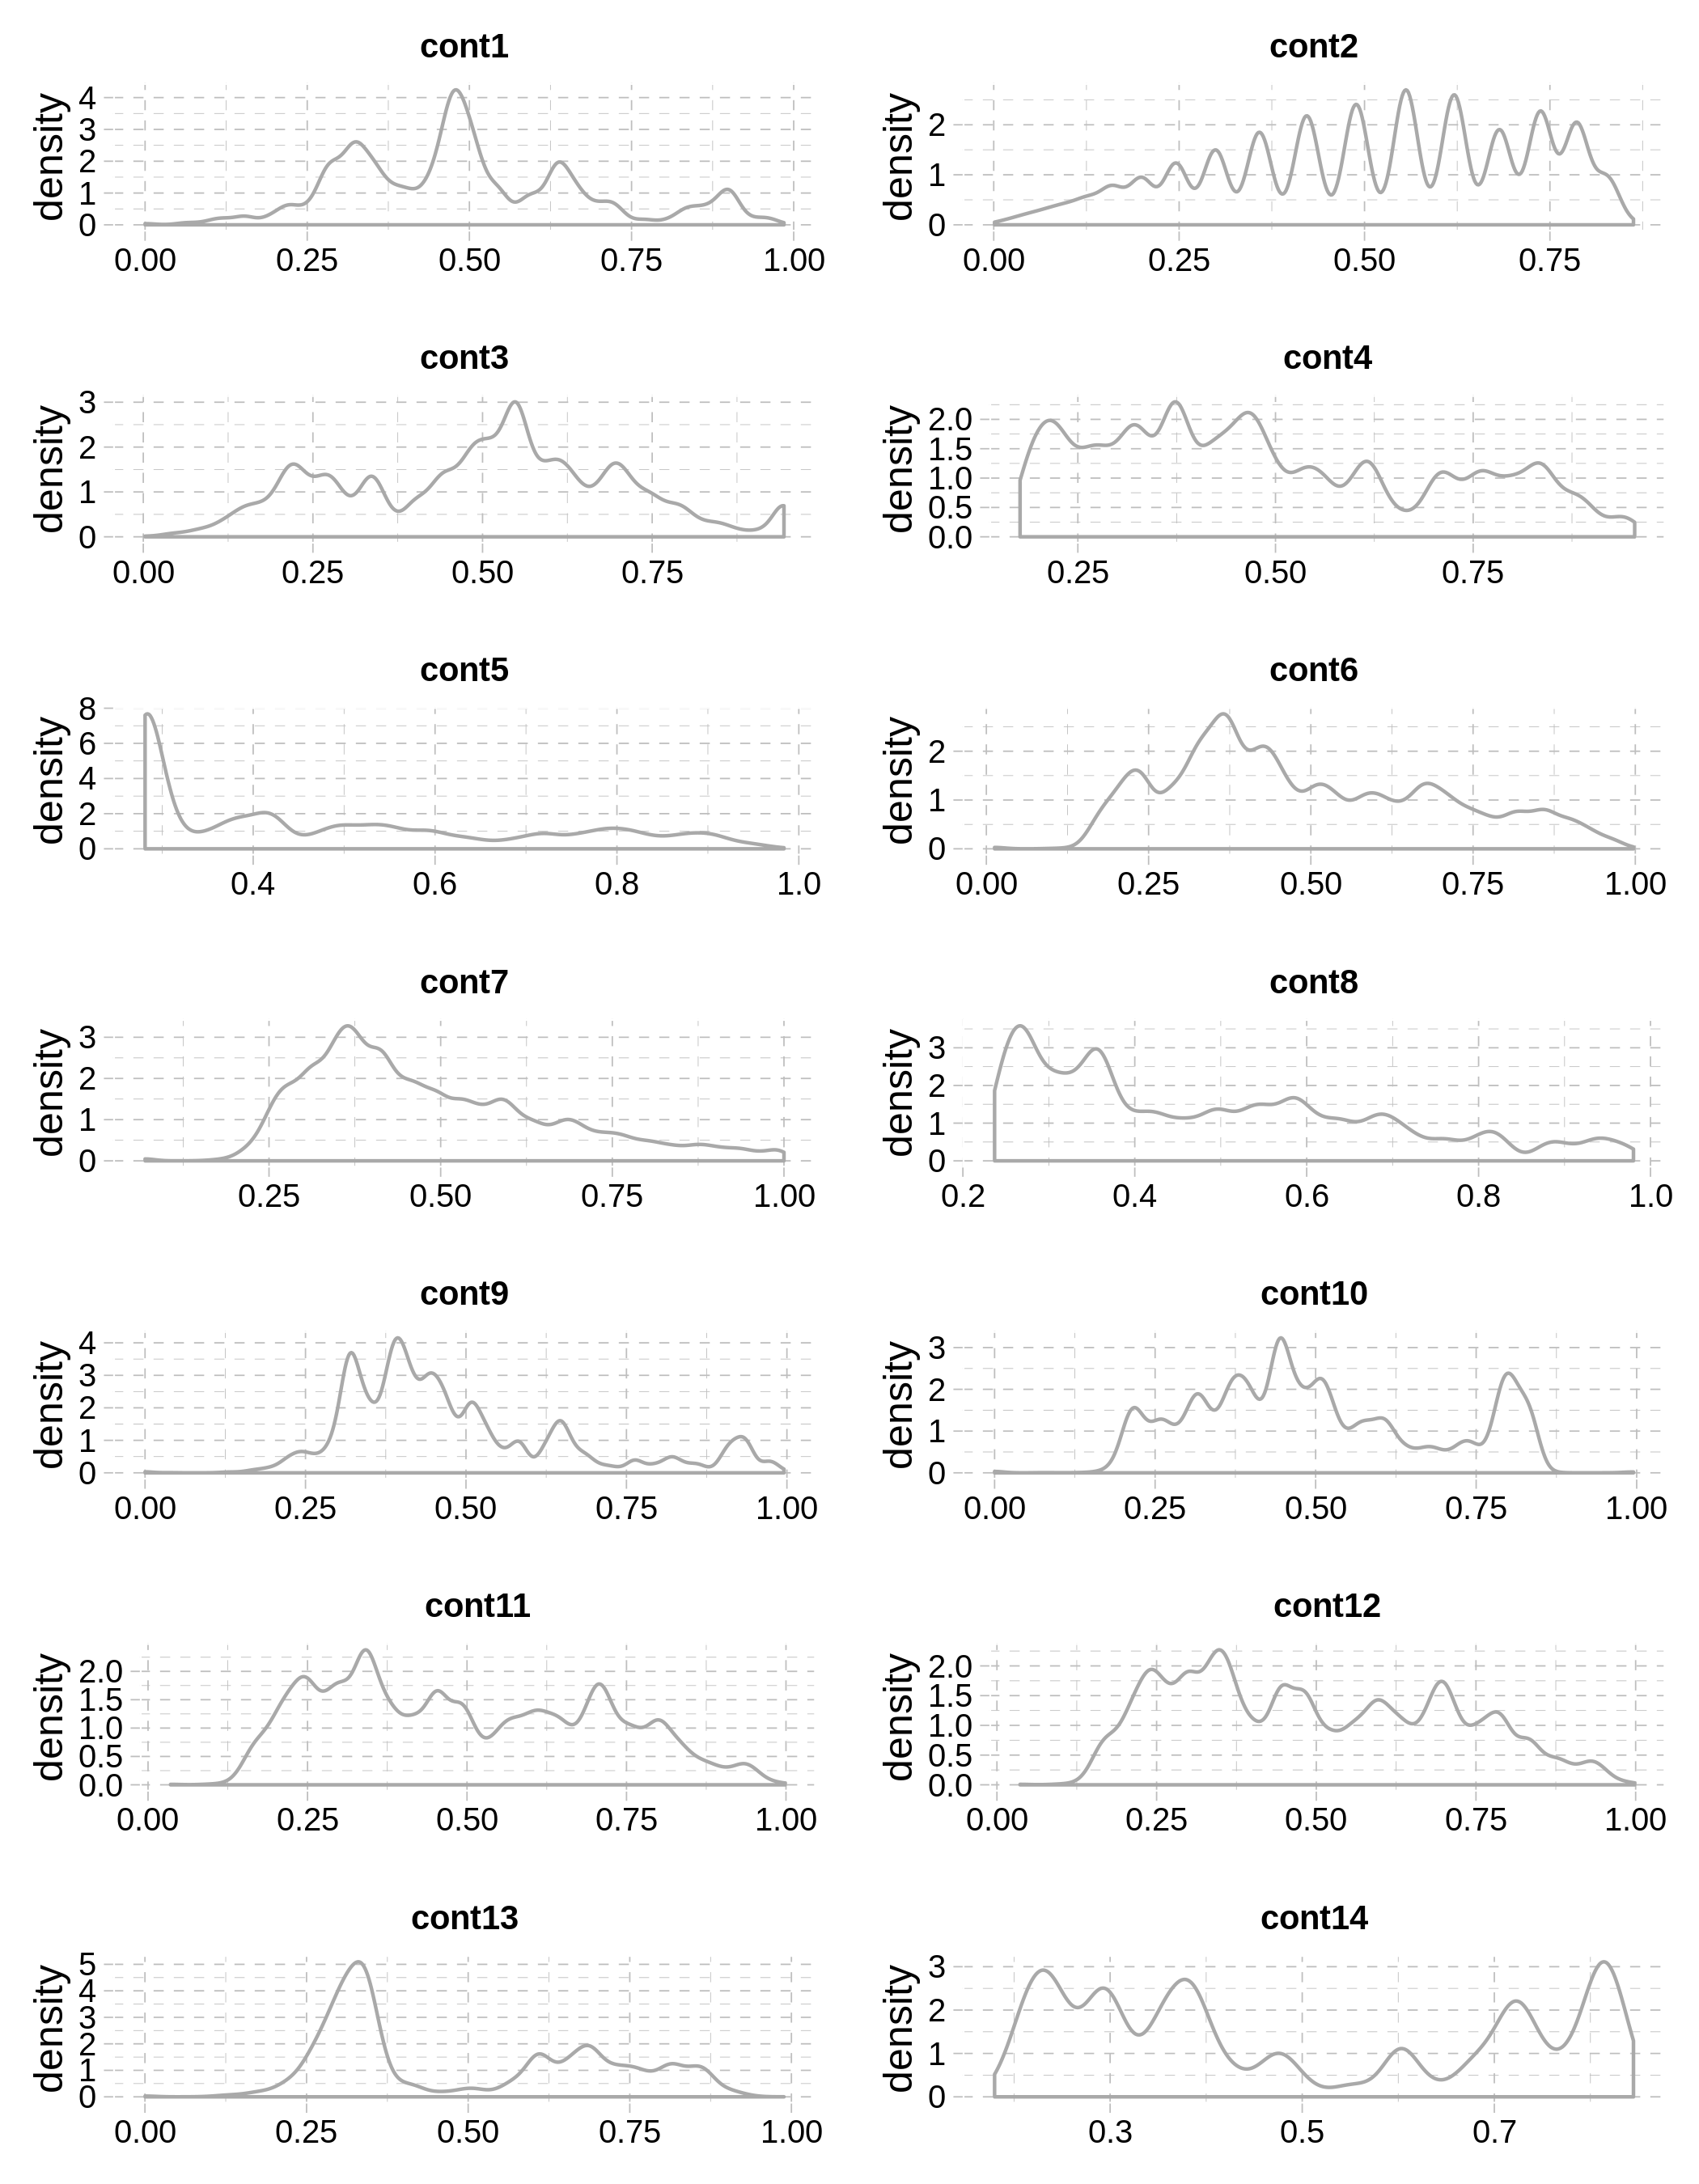 cont1 cont2
density 4 3 2 1 0 density 2 1 0
0.00 0.25 0.50 0.75 1.00 0.00 0.25 0.50 0.75
cont3 cont4
density 3 2 1 0 density 2.0 1.5 1.0 0.5 0.0
0.00 0.25 0.50 0.75 0.25 0.50 0.75
cont5 cont6
density 8 6 4 2 0 density 2 1 0
0.4 0.6 0.8 1.0 0.00 0.25 0.50 0.75 1.00
cont7 cont8
density 3 2 1 0 density 3 2 1 0
0.25 0.50 0.75 1.00 0.2 0.4 0.6 0.8 1.0
cont9 cont10
density 4 3 2 1 0 density 3 2 1 0
0.00 0.25 0.50 0.75 1.00 0.00 0.25 0.50 0.75 1.00
cont11 cont12
density 2.0 1.5 1.0 0.5 0.0 density 2.0 1.5 1.0 0.5 0.0
0.00 0.25 0.50 0.75 1.00 0.00 0.25 0.50 0.75 1.00
cont13 cont14
density 5 4 3 2 1 0 density 3 2 1 0
0.00 0.25 0.50 0.75 1.00 0.3 0.5 0.7